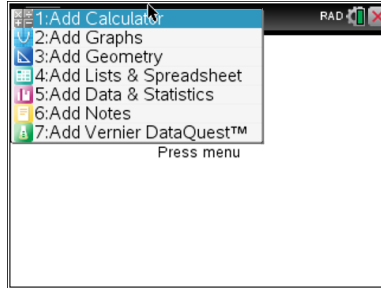 1:Add Calculator
RAD
2:Add Graphs
3:Add Geometry
4:Add Lists & Spreadsheet
5:Add Data & Statistics
6:Add Notes
7:Add Vernier DataQuest™
Press menu